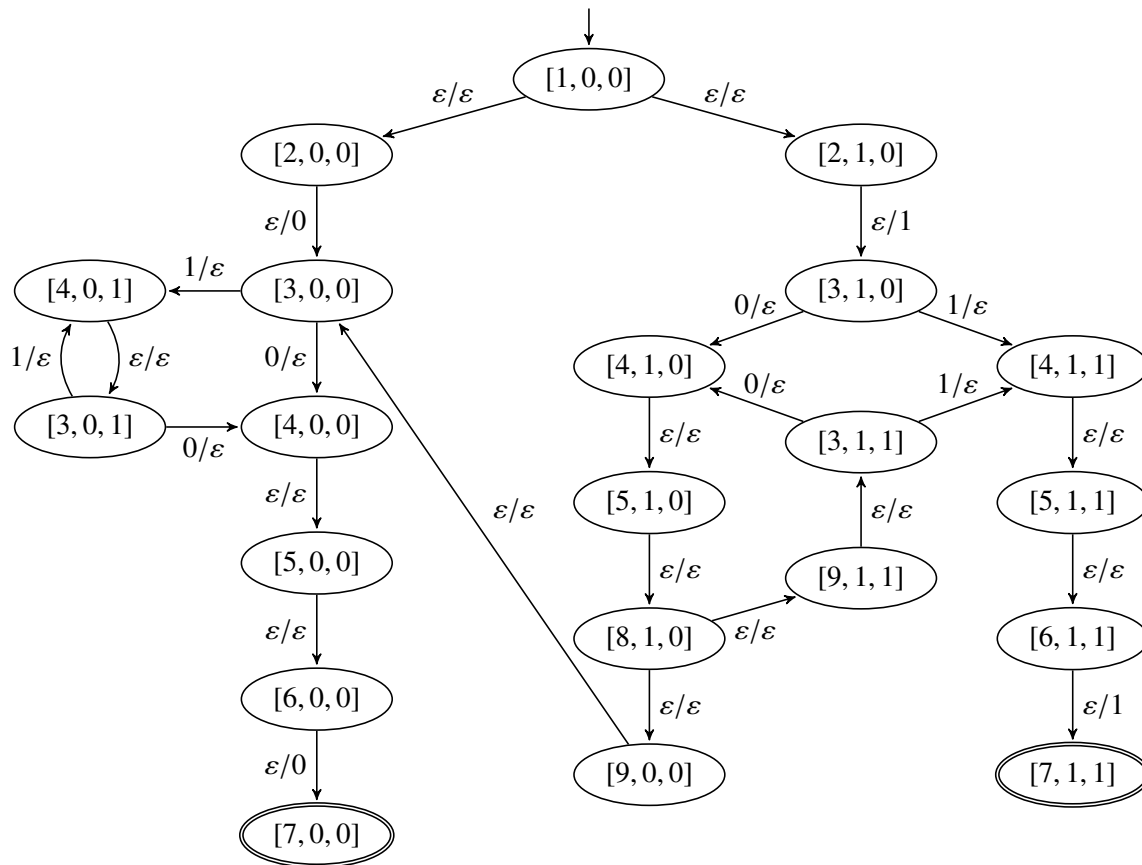 [1, 0, 0]
ε/ε ε/ε
[2, 0, 0] [2, 1, 0]
ε/0 ε/1
[4, 0, 1] 1/ε [3, 0, 0] [3, 1, 0]
0/ε 1/ε
1/ε ε/ε 0/ε [4, 1, 0] 0/ε 1/ε [4, 1, 1]
[3, 0, 1] 0/ε [4, 0, 0] ε/ε [3, 1, 1] ε/ε
ε/ε ε/ε [5, 1, 0] ε/ε [5, 1, 1]
[5, 0, 0] ε/ε [9, 1, 1] ε/ε
ε/ε [8, 1, 0] ε/ε [6, 1, 1]
[6, 0, 0] ε/ε ε/1
ε/0 [9, 0, 0] [7, 1, 1]
[7, 0, 0]